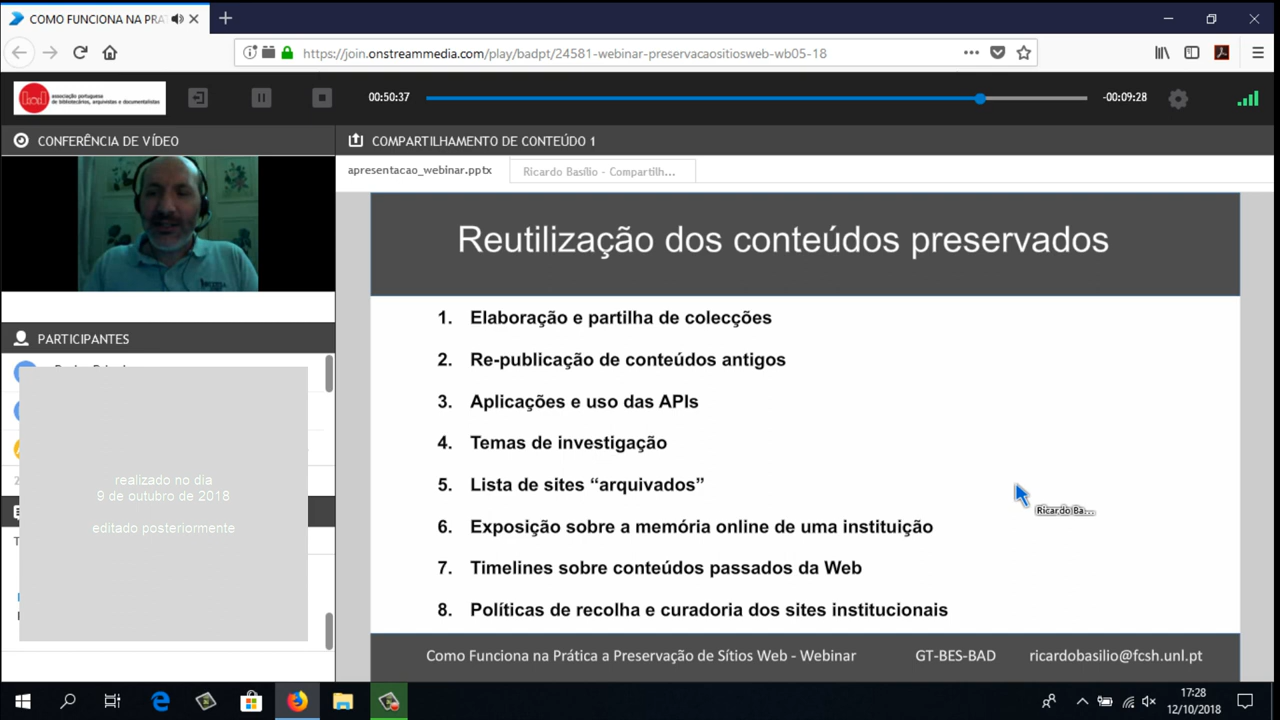 COMO FUNCIONA NA PRA
https://join.onstreammedia.com/play/badpt/24581-webinar-preservacaositiosweb-wb05-18
associação portuguesa
de bibliotecários, arquivistas e documentalistas
00:50:37
-00:09:28
CONFERÊNCIA DE VÍDEO
COMPARTILHAMENTO DE CONTEÚDO 1
apresentacao_webinar.pptx
Ricardo Basílio - Compartilh...
Reutilização dos conteúdos preservados
1. Elaboração e partilha de colecções
2. Re-publicação de conteúdos antigos
3. Aplicações e uso das APIs
4. Temas de investigação
5. Lista de sites “arquivados”
6. Exposição sobre a memória online de uma instituição
7. Timelines sobre conteúdos passados da Web
8. Políticas de recolha e curadoria dos sites institucionais
Ricardo Ba...
PARTICIPANTES
realizado no dia
9 de outubro de 2018
editado posteriormente
Como Funciona na Prática a Preservação de Sítios Web - Webinar GT-BES-BAD ricardobasilio@fcsh.unl.pt
17:28
12/10/2018